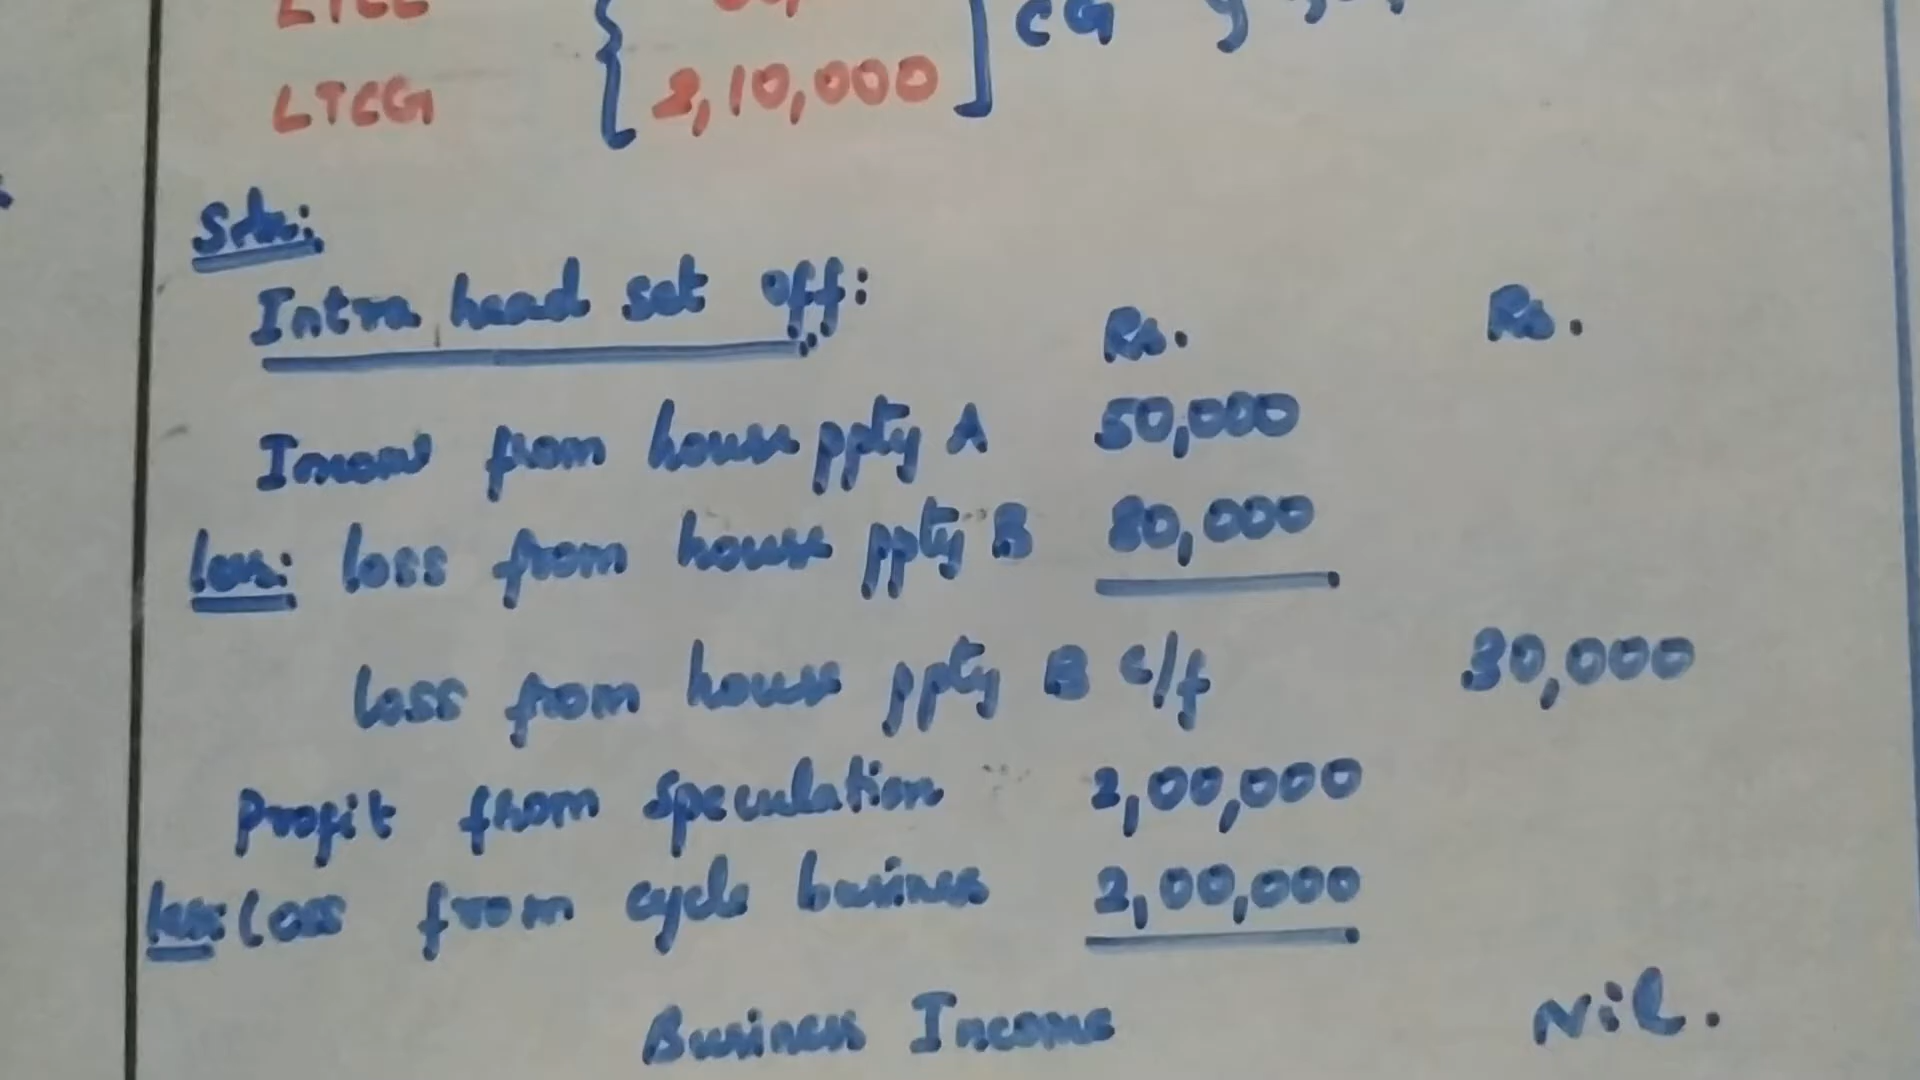 LTCG 2,10,000 CG
Soln:
Intra head set off:
Rs. Rs.
Income from house ppty A 50,000
Less: Loss from house ppty B 80,000
Loss from house ppty B c/f 30,000
Profit from speculation 2,00,000
Less: Loss from cycle business 2,00,000
Business Income Nil.